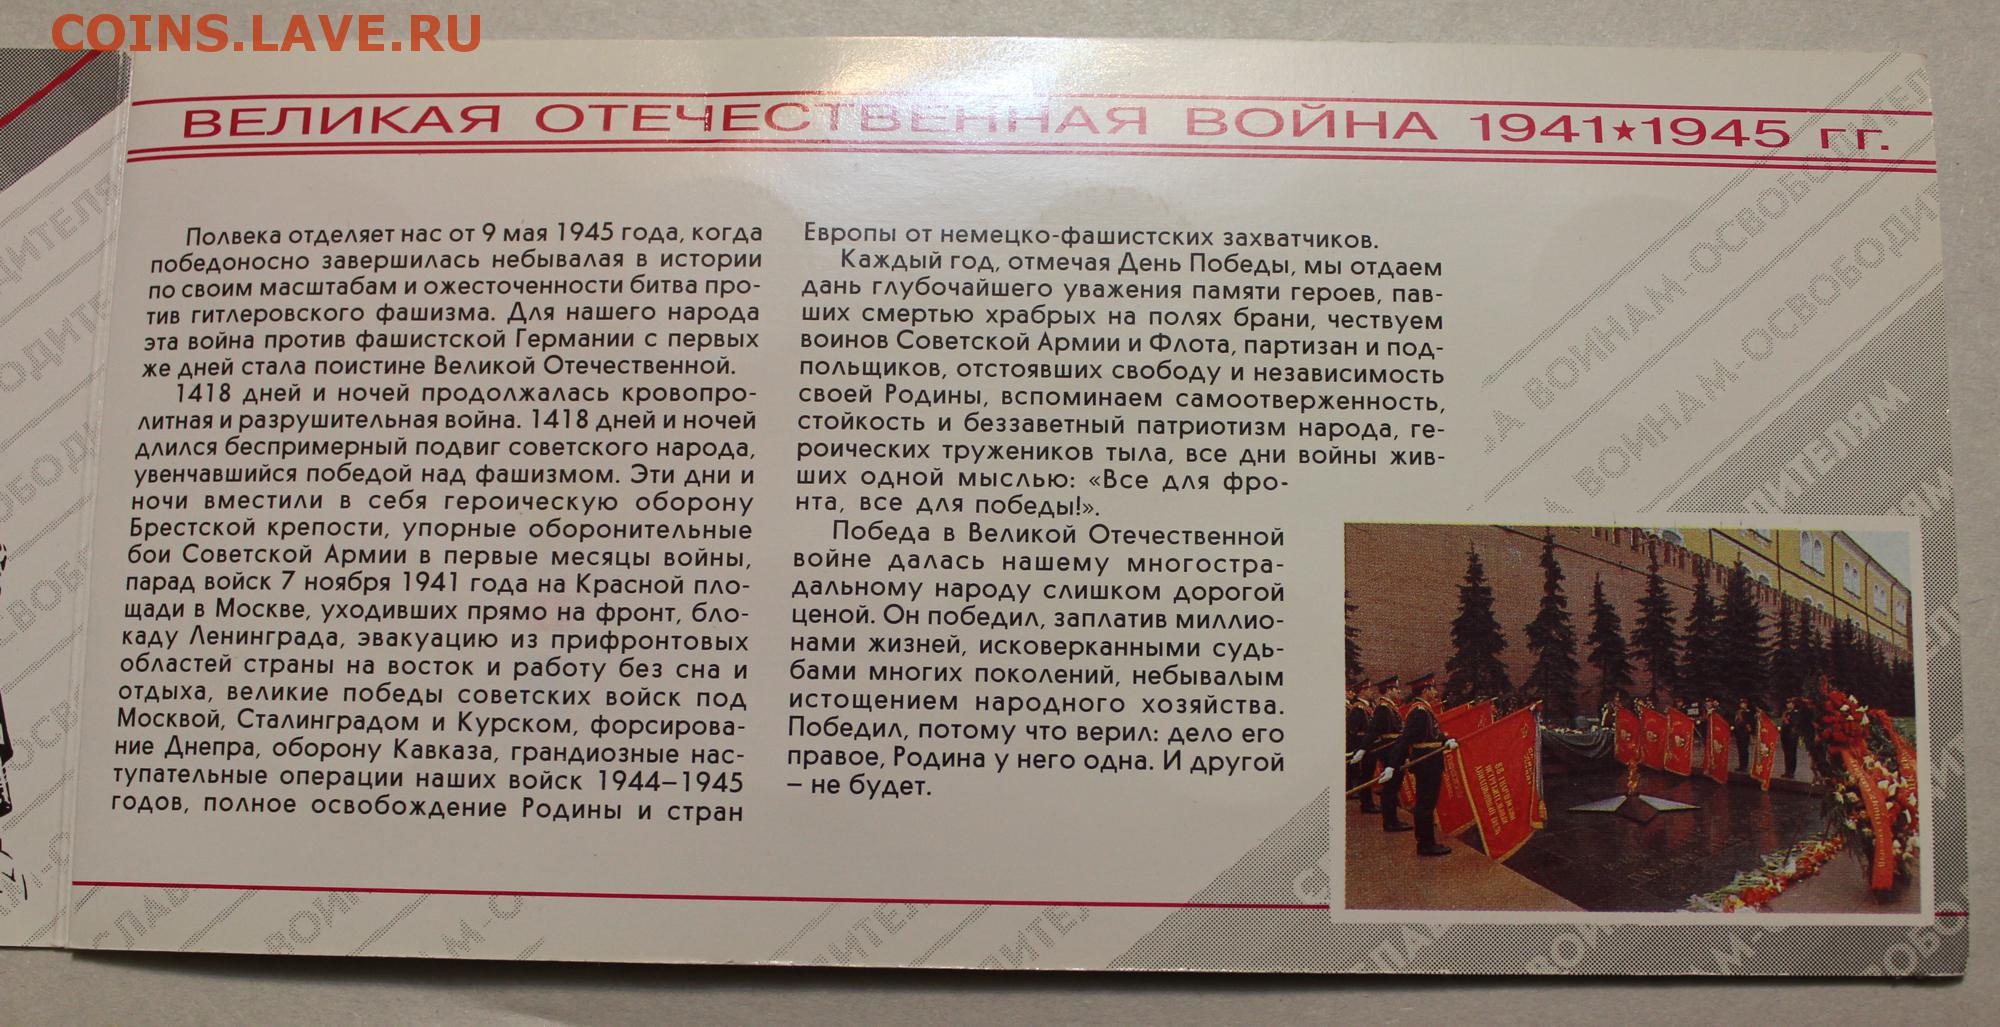 COINS.LAVE.RU
ВЕЛИКАЯ ОТЕЧЕСТВЕННАЯ ВОЙНА 1941★1945 гг.
Полвека отделяет нас от 9 мая 1945 года, когда
победоносно завершилась небывалая в истории
по своим масштабам и ожесточенности битва про-
тив гитлеровского фашизма. Для нашего народа
эта война против фашистской Германии с первых
же дней стала поистине Великой Отечественной.
1418 дней и ночей продолжалась кровопро-
литная и разрушительная война. 1418 дней и ночей
длился беспримерный подвиг советского народа,
увенчавшийся победой над фашизмом. Эти дни и
ночи вместили в себя героическую оборону
Брестской крепости, упорные оборонительные
бои Советской Армии в первые месяцы войны,
парад войск 7 ноября 1941 года на Красной пло-
щади в Москве, уходивших прямо на фронт, бло-
каду Ленинграда, эвакуацию из прифронтовых
областей страны на восток и работу без сна и
отдыха, великие победы советских войск под
Москвой, Сталинградом и Курском, форсирова-
ние Днепра, оборону Кавказа, грандиозные нас-
тупательные операции наших войск 1944–1945
годов, полное освобождение Родины и стран
Европы от немецко-фашистских захватчиков.
Каждый год, отмечая День Победы, мы отдаем
дань глубочайшего уважения памяти героев, пав-
ших смертью храбрых на полях брани, чествуем
воинов Советской Армии и Флота, партизан и под-
польщиков, отстоявших свободу и независимость
своей Родины, вспоминаем самоотверженность,
стойкость и беззаветный патриотизм народа, ге-
роических тружеников тыла, все дни войны жив-
ших одной мыслью: «Все для фро-
нта, все для победы!».
Победа в Великой Отечественной
войне далась нашему многостра-
дальному народу слишком дорогой
ценой. Он победил, заплатив миллио-
нами жизней, исковерканными судь-
бами многих поколений, небывалым
истощением народного хозяйства.
Победил, потому что верил: дело его
правое, Родина у него одна. И другой
– не будет.